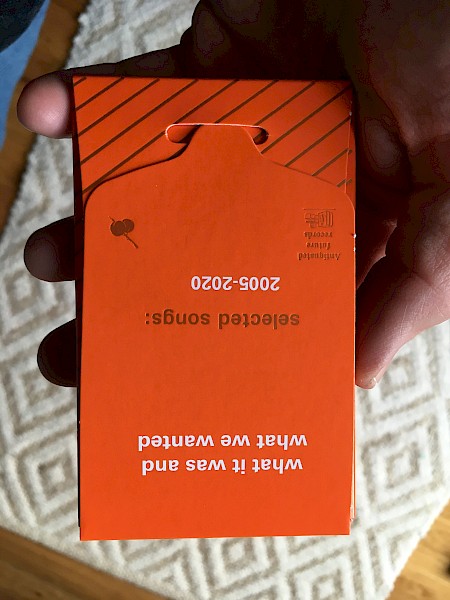 what it was and
what we wanted
selected songs:
2005-2020
Antiquated
future
records